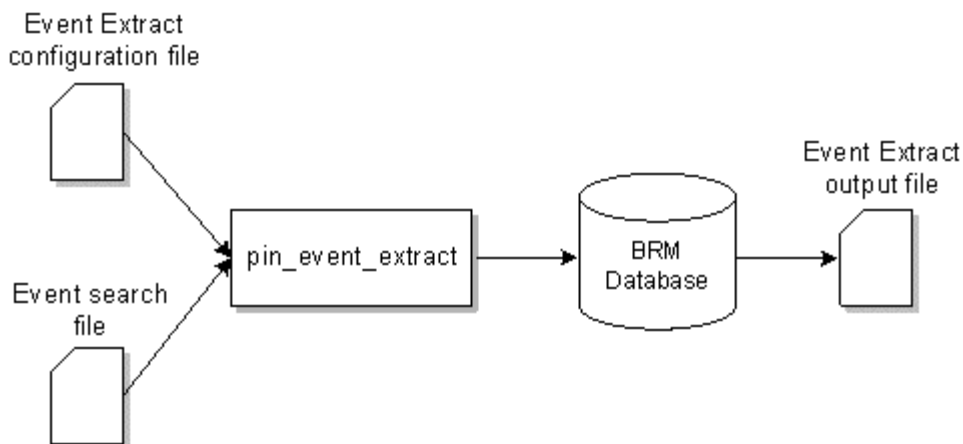 Event Extract
configuration file
Event search
file
pin_event_extract
BRM
Database
Event Extract
output file